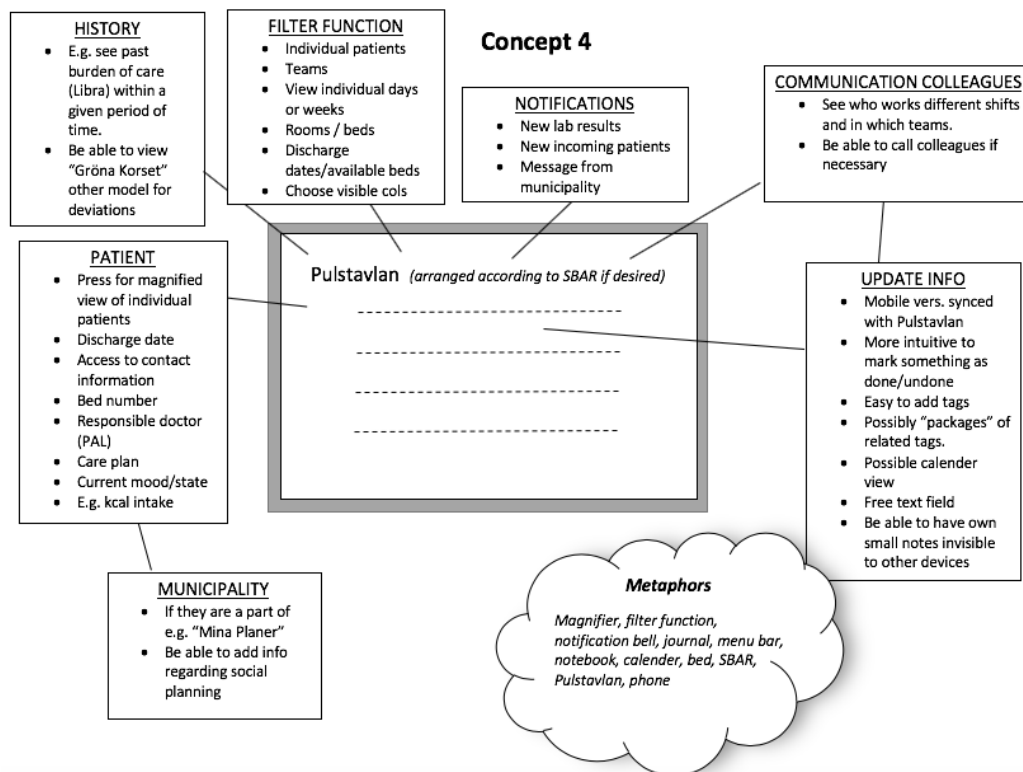 HISTORY
▪ E.g. see past
burden of care
(Libra) within a
given period of
time.
▪ Be able to view
“Gröna Korset”
other model for
deviations
FILTER FUNCTION
▪ Individual patients
▪ Teams
▪ View individual days
or weeks
▪ Rooms / beds
▪ Discharge
dates/available beds
▪ Choose visible cols
Concept 4
NOTIFICATIONS
▪ New lab results
▪ New incoming patients
▪ Message from
municipality
COMMUNICATION COLLEAGUES
▪ See who works different shifts
and in which teams.
▪ Be able to call colleagues if
necessary
PATIENT
▪ Press for magnified
view of individual
patients
▪ Discharge date
▪ Access to contact
information
▪ Bed number
▪ Responsible doctor
(PAL)
▪ Care plan
▪ Current mood/state
▪ E.g. kcal intake
Pulstavlan (arranged according to SBAR if desired)
UPDATE INFO
▪ Mobile vers. synced
with Pulstavlan
▪ More intuitive to
mark something as
done/undone
▪ Easy to add tags
▪ Possibly “packages” of
related tags.
▪ Possible calender
view
▪ Free text field
▪ Be able to have own
small notes invisible
to other devices
MUNICIPALITY
▪ If they are a part of
e.g. “Mina Planer”
▪ Be able to add info
regarding social
planning
Metaphors
Magnifier, filter function,
notification bell, journal, menu bar,
notebook, calender, bed, SBAR,
Pulstavlan, phone